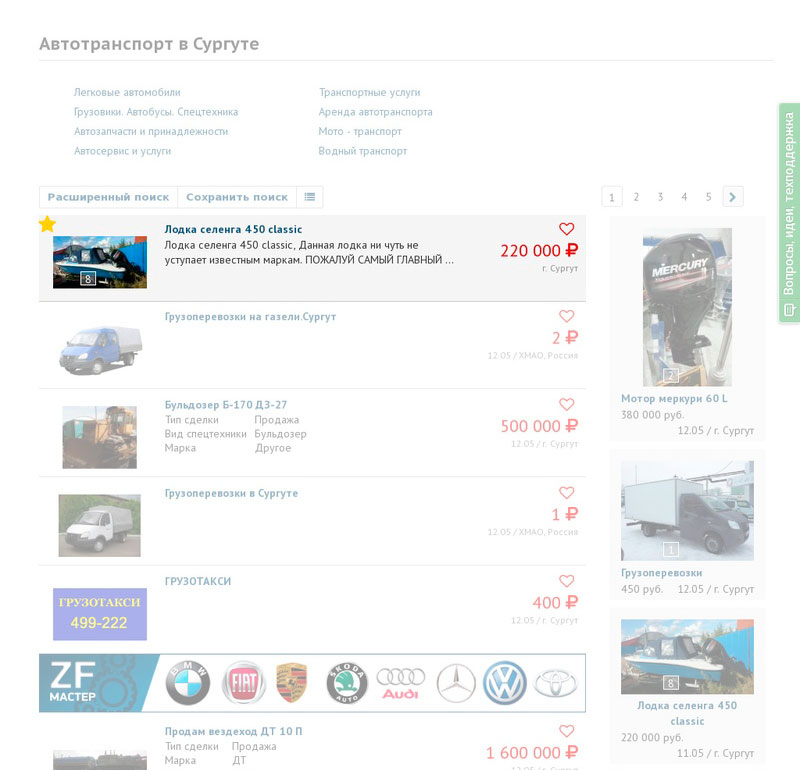 Автотранспорт в Сургуте
Легковые автомобили
Грузовики. Автобусы. Спецтехника
Автозапчасти и принадлежности
Автосервис и услуги
Транспортные услуги
Аренда автотранспорта
Мото - транспорт
Водный транспорт
Расширенный поиск
Сохранить поиск
1 2 3 4 5
Вопросы, идеи, техподдержка
Лодка селенга 450 classic
Лодка селенга 450 classic, Данная лодка ни чуть не
уступает известным маркам. ПОЖАЛУЙ САМЫЙ ГЛАВНЫЙ ...
8
220 000 ₽
г. Сургут
Грузоперевозки на газели.Сургут
2 ₽
12.05 / ХМАО, Россия
Бульдозер Б-170 ДЗ-27
Тип сделки Продажа
Вид спецтехники Бульдозер
Марка Другое
500 000 ₽
12.05 / г. Сургут
Грузоперевозки в Сургуте
1 ₽
12.05 / ХМАО, Россия
ГРУЗОТАКСИ
ГРУЗОТАКСИ
499-222
400 ₽
12.05 / г. Сургут
ZF
МАСТЕР
BMW
FIAT
SKODA
AUTO
Audi
Продам вездеход ДТ 10 П
Тип сделки Продажа
Марка ДТ
1 600 000 ₽
12.05 / г. Сургут
MERCURY
2
Мотор меркури 60 L
380 000 руб.
12.05 / г. Сургут
1
Грузоперевозки
450 руб. 12.05 / г. Сургут
8
Лодка селенга 450
classic
220 000 руб.
11.05 / г. Сургут